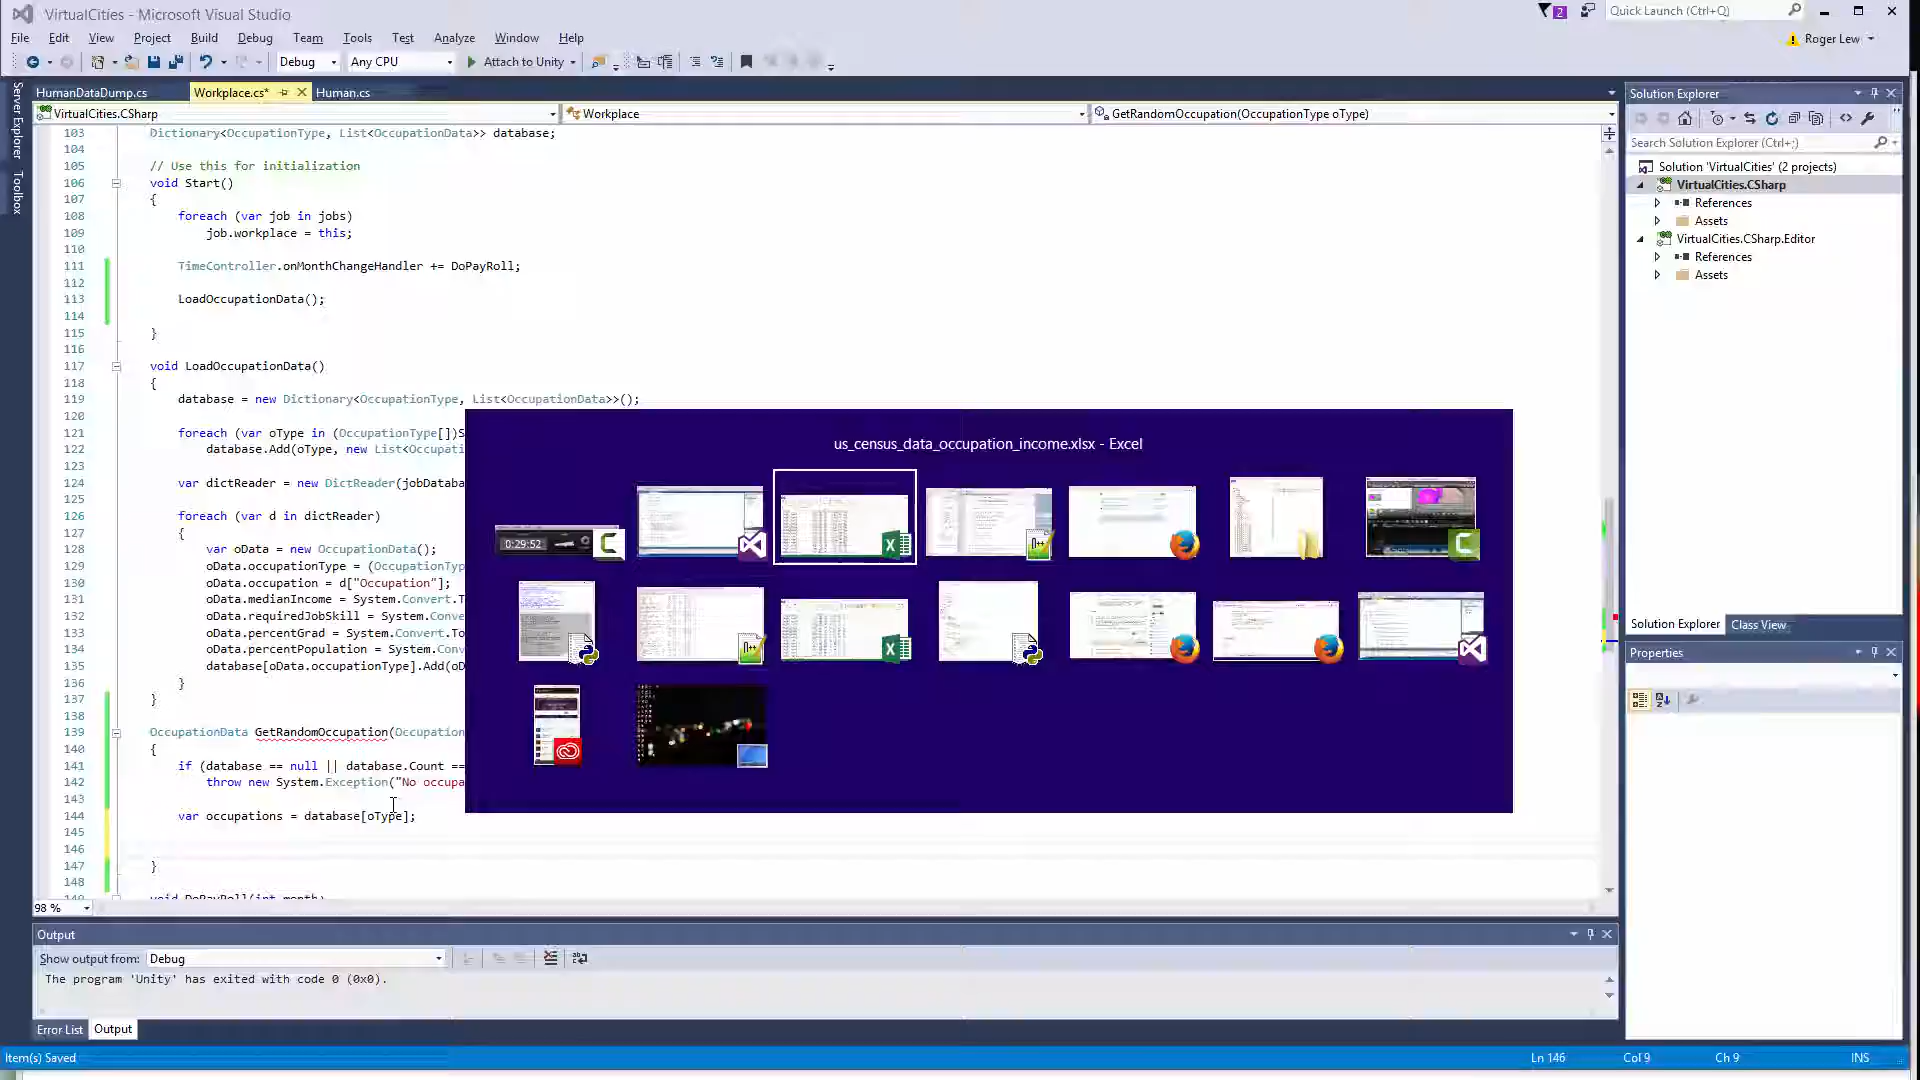 VirtualCities - Microsoft Visual Studio
2
Quick Launch (Ctrl+Q)
File Edit View Project Build Debug Team Tools Test Analyze Window Help
Roger Lew
Debug
Any CPU
Attach to Unity
Server Explorer
Toolbox
HumanDataDump.cs
Workplace.cs*
Human.cs
VirtualCities.CSharp
Workplace
GetRandomOccupation(OccupationType oType)
103 Dictionary<OccupationType, List<OccupationData>> database;
104
105 // Use this for initialization
106 void Start()
107 {
108 foreach (var job in jobs)
109 job.workplace = this;
110
111 TimeController.onMonthChangeHandler += DoPayRoll;
112
113 LoadOccupationData();
114
115 }
116
117 void LoadOccupationData()
118 {
119 database = new Dictionary<OccupationType, List<OccupationData>>();
120
121 foreach (var oType in (OccupationType[])S
122 database.Add(oType, new List<Occupati
123
124 var dictReader = new DictReader(jobDataba
125
126 foreach (var d in dictReader)
127 {
128 var oData = new OccupationData();
129 oData.occupationType = (OccupationTyp
130 oData.occupation = d["Occupation"];
131 oData.medianIncome = System.Convert.T
132 oData.requiredJobSkill = System.Conve
133 oData.percentGrad = System.Convert.To
134 oData.percentPopulation = System.Conv
135 database[oData.occupationType].Add(oD
136 }
137 }
138
139 OccupationData GetRandomOccupation(Occupation
140 {
141 if (database == null || database.Count ==
142 throw new System.Exception("No occupa
143
144 var occupations = database[oType];
145
146
147 }
148
149 void DoPayRoll(int month)
98 %
us_census_data_occupation_income.xlsx - Excel
0:29:52
Solution Explorer
Search Solution Explorer (Ctrl+;)
Solution 'VirtualCities' (2 projects)
VirtualCities.CSharp
References
Assets
VirtualCities.CSharp.Editor
References
Assets
Solution Explorer
Class View
Properties
Output
Show output from: Debug
The program 'Unity' has exited with code 0 (0x0).
Error List
Output
Item(s) Saved
Ln 146
Col 9
Ch 9
INS